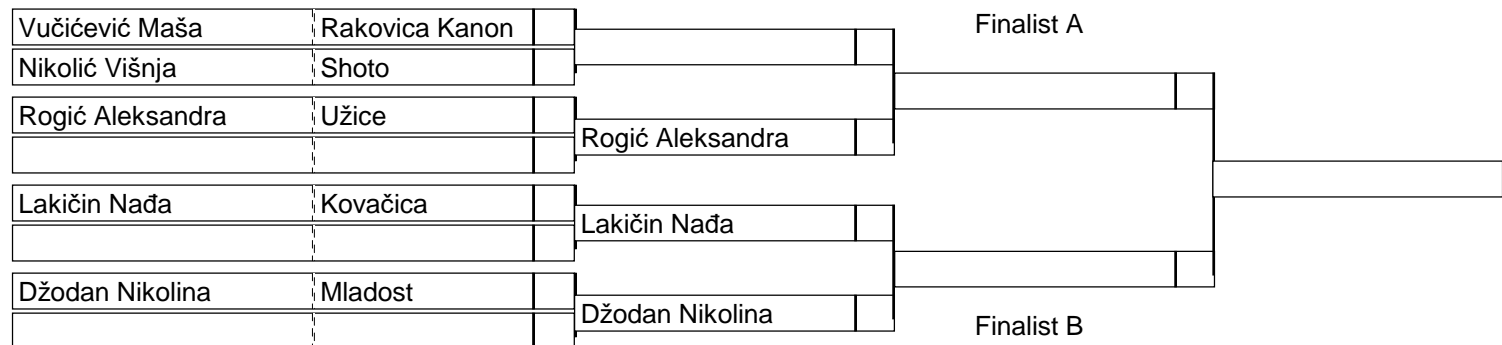 Finalist A
Vučićević Maša Rakovica Kanon
Nikolić Višnja Shoto
Rogić Aleksandra Užice
Rogić Aleksandra
Lakičin Nađa Kovačica
Lakičin Nađa
Džodan Nikolina Mladost
Džodan Nikolina
Finalist B